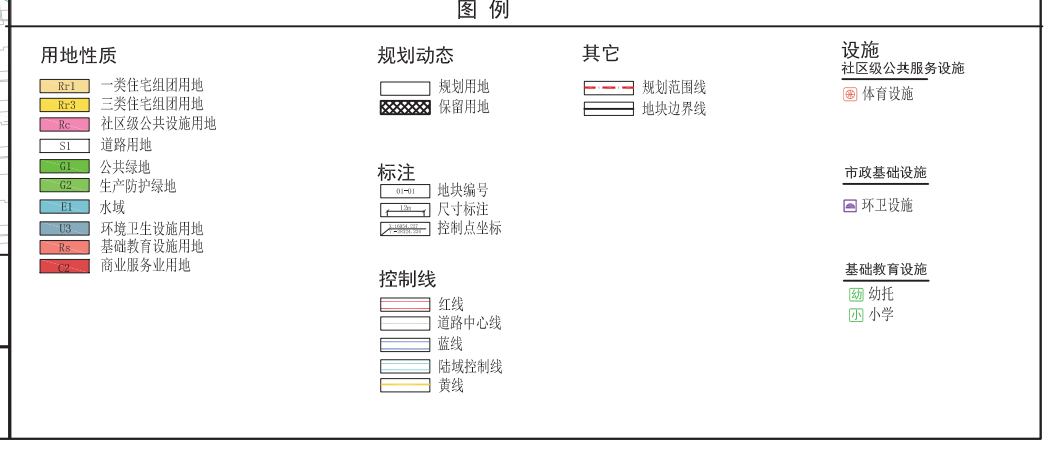 图 例
用地性质
Rr1 一类住宅组团用地
Rr3 三类住宅组团用地
Rc 社区级公共设施用地
S1 道路用地
G1 公共绿地
G2 生产防护绿地
E1 水域
U3 环境卫生设施用地
Rs 基础教育设施用地
C2 商业服务业用地
规划动态
规划用地
保留用地
标注
01-01 地块编号
12m 尺寸标注
控制点坐标
控制线
红线
道路中心线
蓝线
陆域控制线
黄线
其它
规划范围线
地块边界线
设施
社区级公共服务设施
体育设施
市政基础设施
环卫设施
基础教育设施
幼 幼托
小 小学